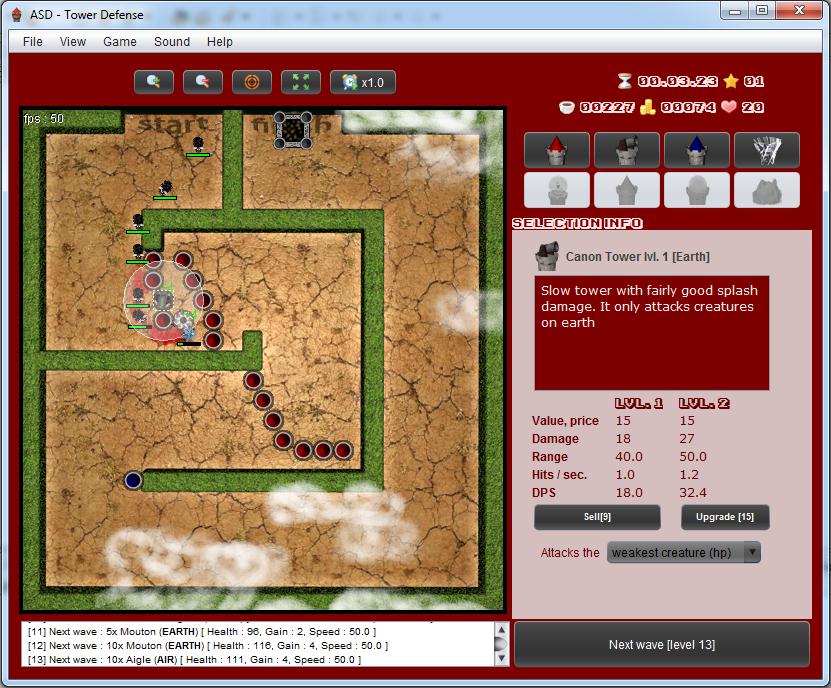 ASD - Tower Defense
File View Game Sound Help
x1.0
00.03.23 01
00227 00074 20
fps : 50
start finish
SELECTION INFO
Canon Tower lvl. 1 [Earth]
Slow tower with fairly good splash
damage. It only attacks creatures
on earth
LVL. 1 LVL. 2
Value, price 15 15
Damage 18 27
Range 40.0 50.0
Hits / sec. 1.0 1.2
DPS 18.0 32.4
Sell[9] Upgrade [15]
Attacks the weakest creature (hp)
[11] Next wave : 5x Mouton (EARTH) [ Health : 96, Gain : 2, Speed : 50.0 ]
[12] Next wave : 10x Mouton (EARTH) [ Health : 116, Gain : 4, Speed : 50.0 ]
[13] Next wave : 10x Aigle (AIR) [ Health : 111, Gain : 4, Speed : 50.0 ]
Next wave [level 13]